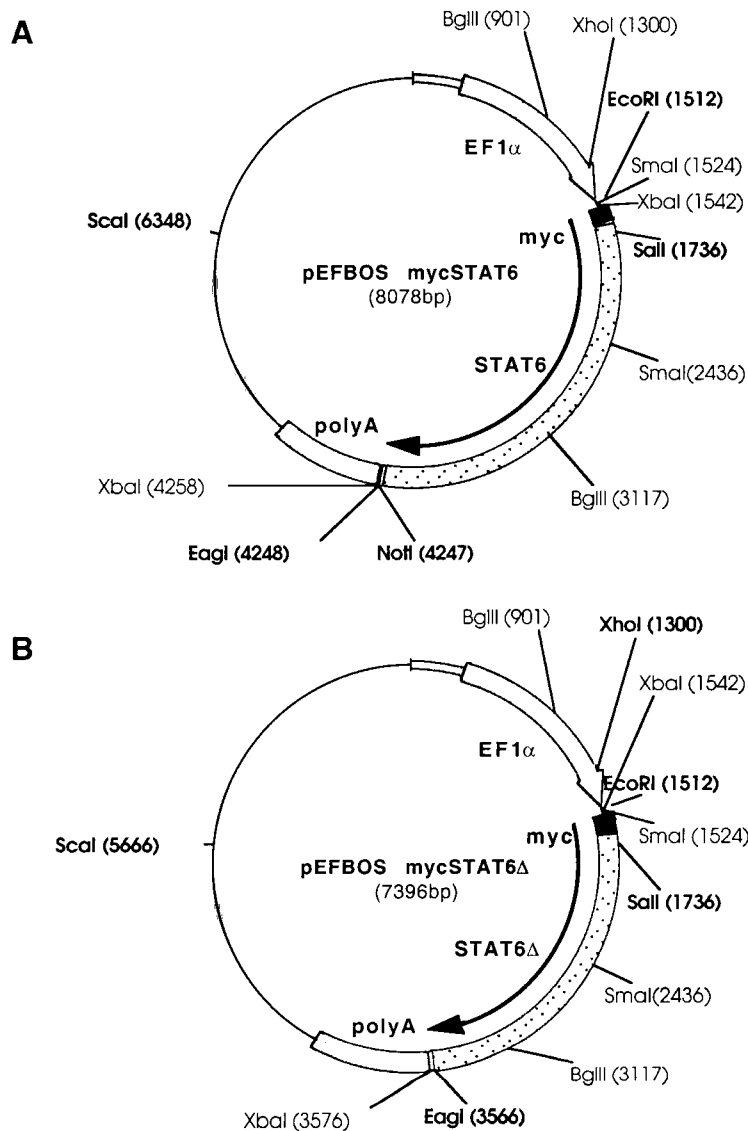 A
BglII (901)
XhoI (1300)
EcoRI (1512)
EF1α
SmaI (1524)
XbaI (1542)
ScaI (6348)
myc
SalI (1736)
pEFBOS mycSTAT6
(8078bp)
STAT6
SmaI(2436)
polyA
XbaI (4258)
BglII (3117)
EagI (4248)
NotI (4247)
B
BglII (901)
XhoI (1300)
XbaI (1542)
EF1α
EcoRI (1512)
myc
SmaI (1524)
ScaI (5666)
pEFBOS mycSTAT6Δ
(7396bp)
SalI (1736)
STAT6Δ
SmaI(2436)
polyA
BglII (3117)
XbaI (3576)
EagI (3566)